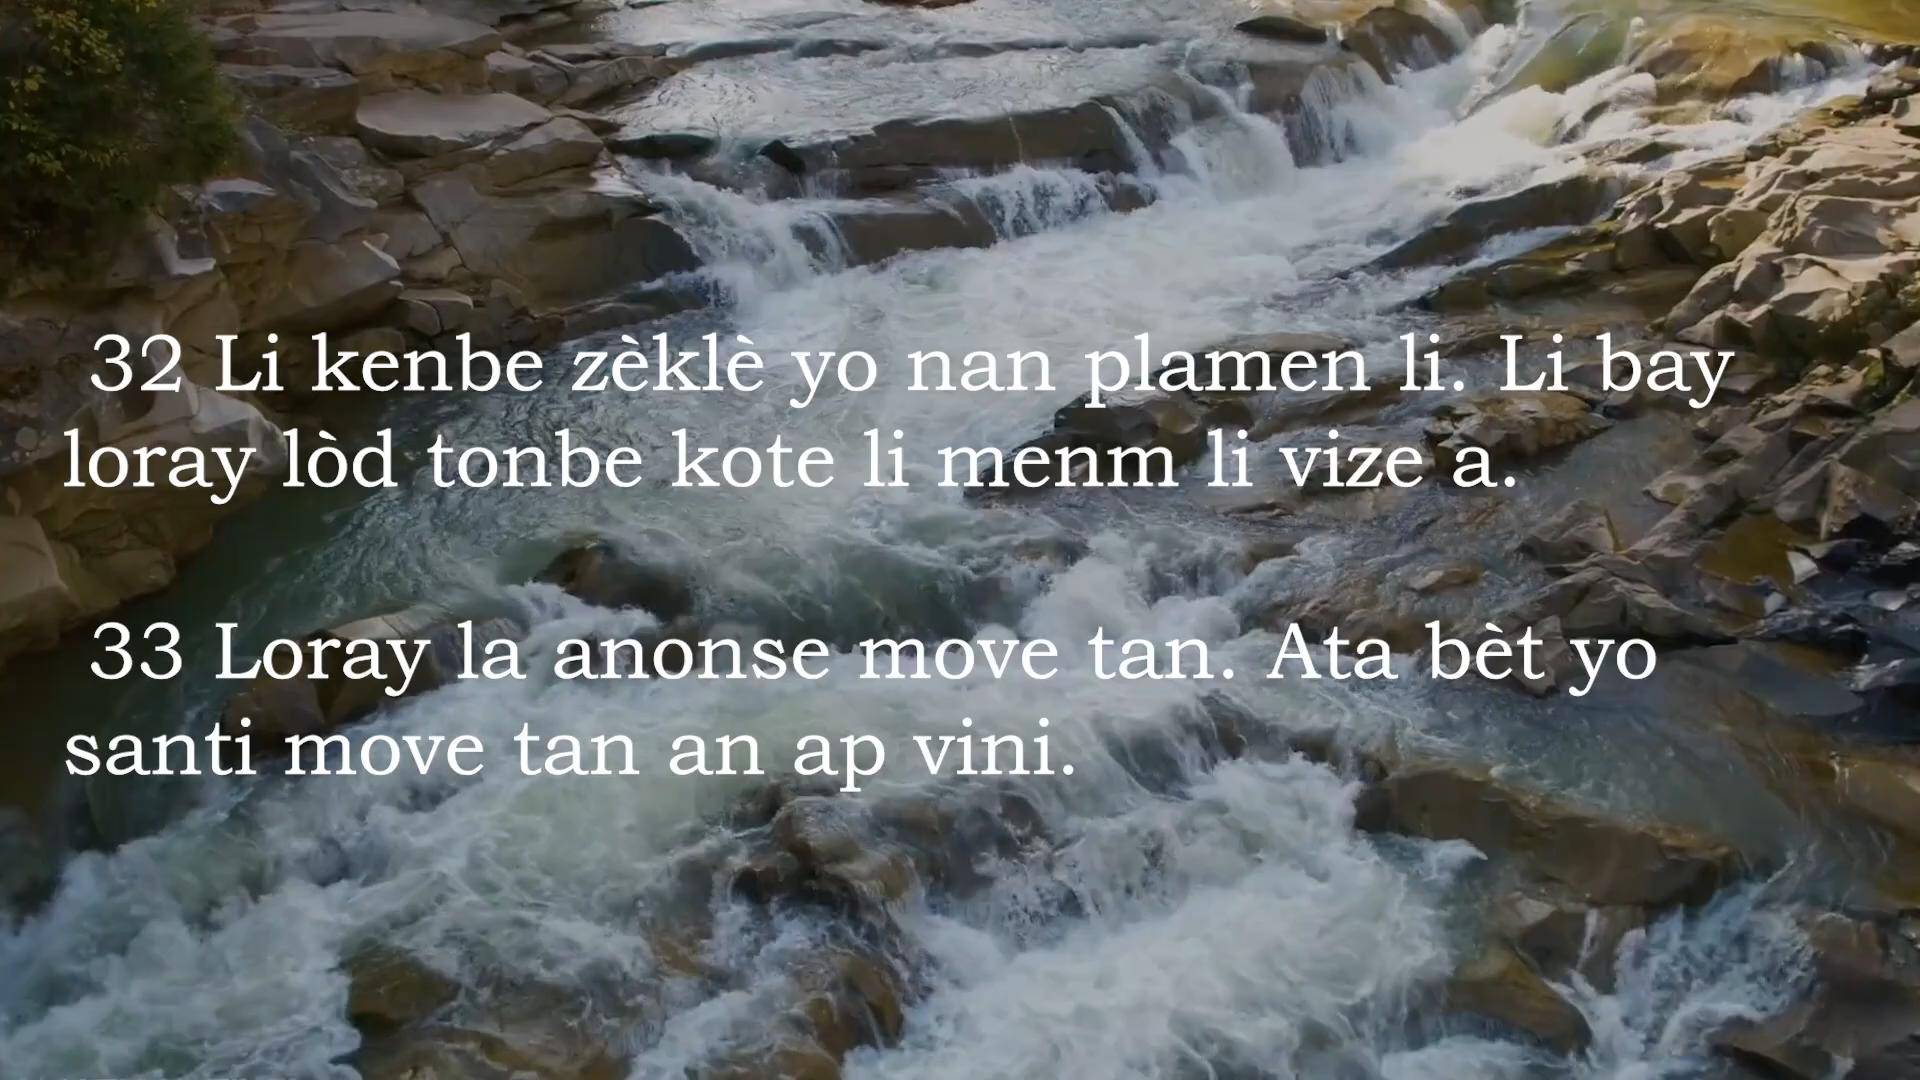 32 Li kenbe zèklè yo nan plamen li. Li bay
loray lòd tonbe kote li menm li vize a.
33 Loray la anonse move tan. Ata bèt yo
santi move tan an ap vini.